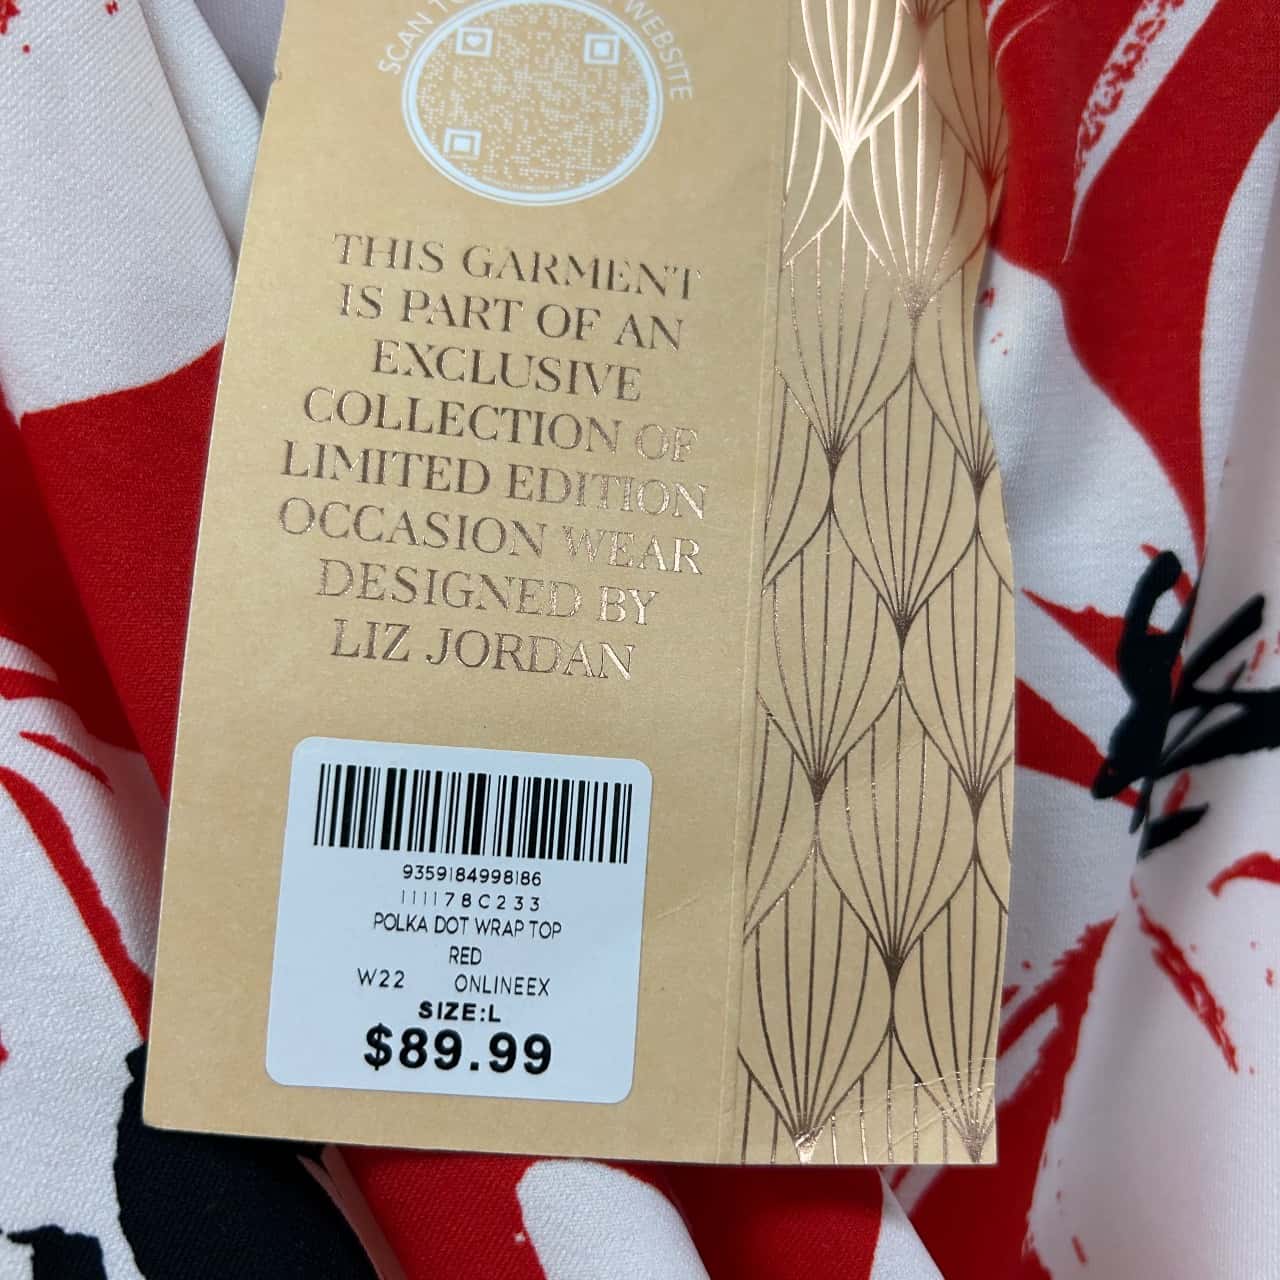 SCAN WEBSITE
THIS GARMENT
IS PART OF AN
EXCLUSIVE
COLLECTION OF
LIMITED EDITION
OCCASION WEAR
DESIGNED BY
LIZ JORDAN
9359184998186
111178C233
POLKA DOT WRAP TOP
RED
W22 ONLINEEX
SIZE:L
$89.99